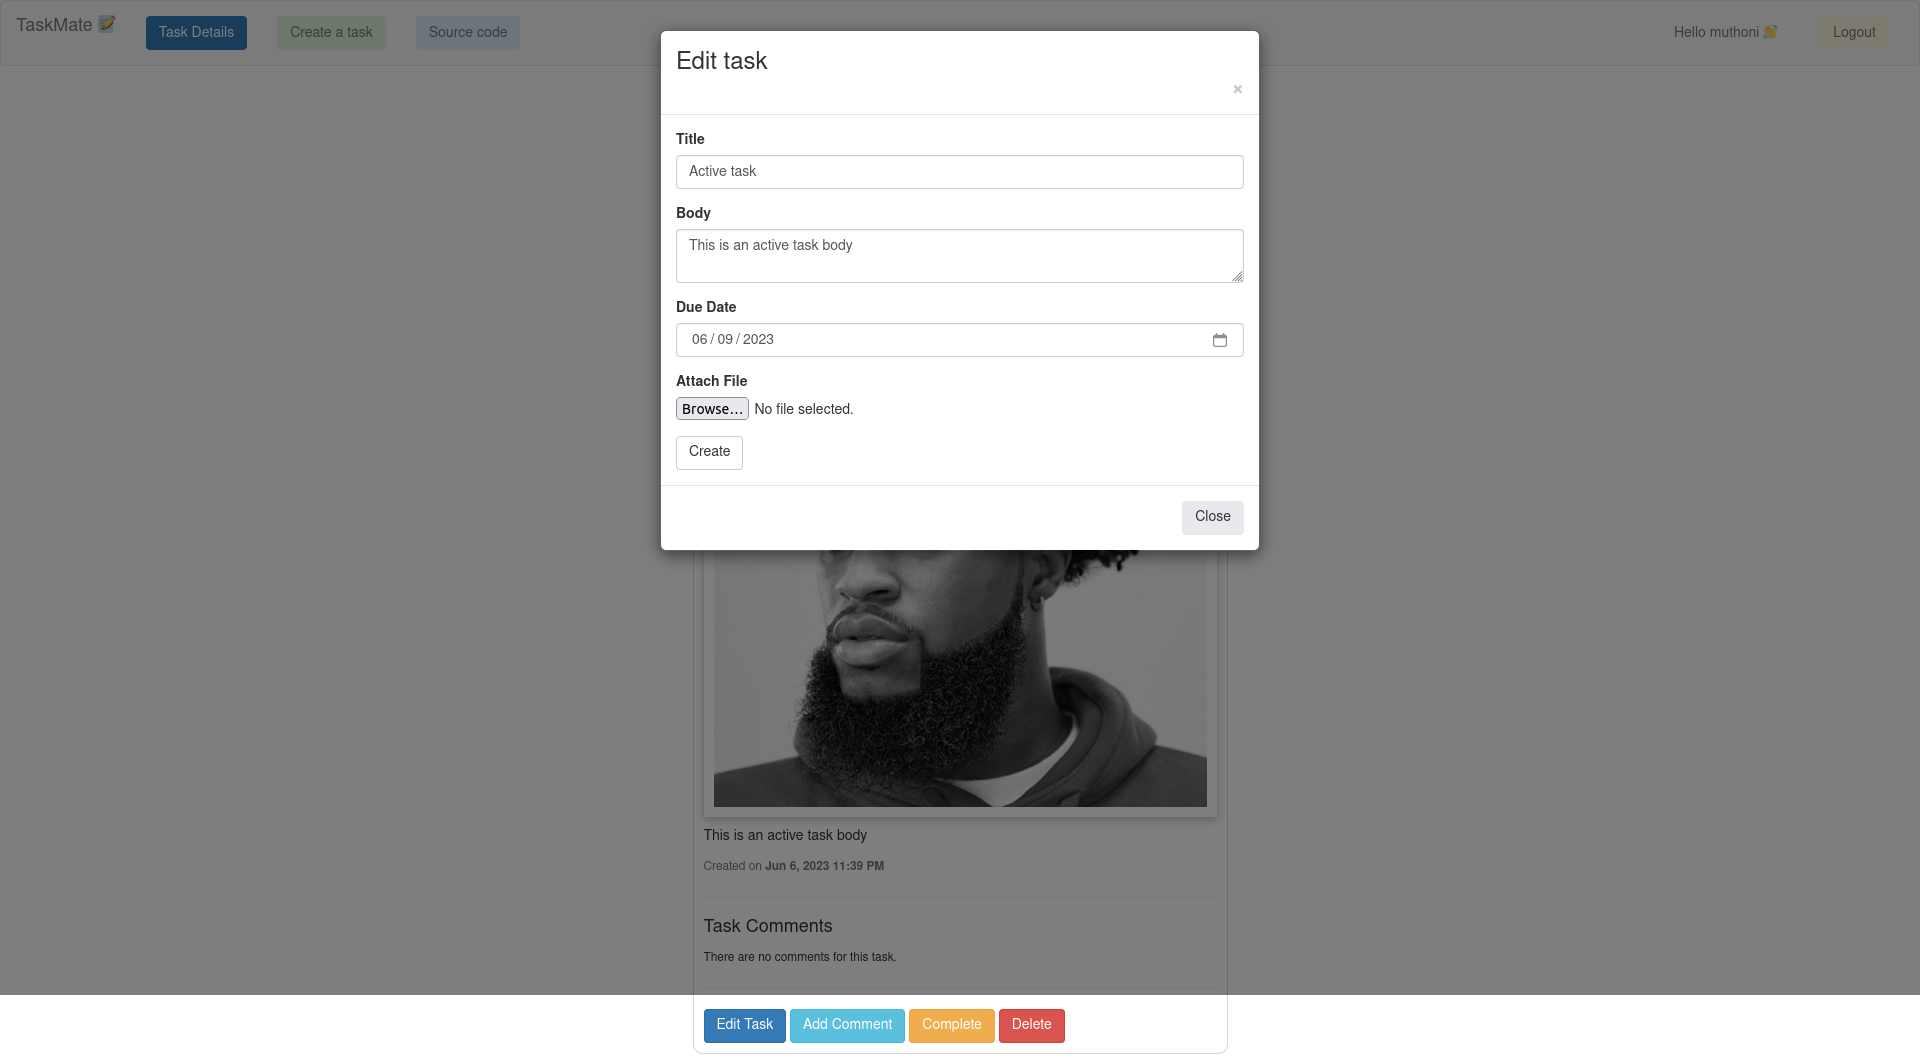 TaskMate 📝 Task Details Create a task Source code Hello muthoni 👋 Logout
Edit task
×
Title
Active task
Body
This is an active task body
Due Date
06 / 09 / 2023
Attach File
Browse... No file selected.
Create
Close
This is an active task body
Created on Jun 6, 2023 11:39 PM
Task Comments
There are no comments for this task.
Edit Task Add Comment Complete Delete